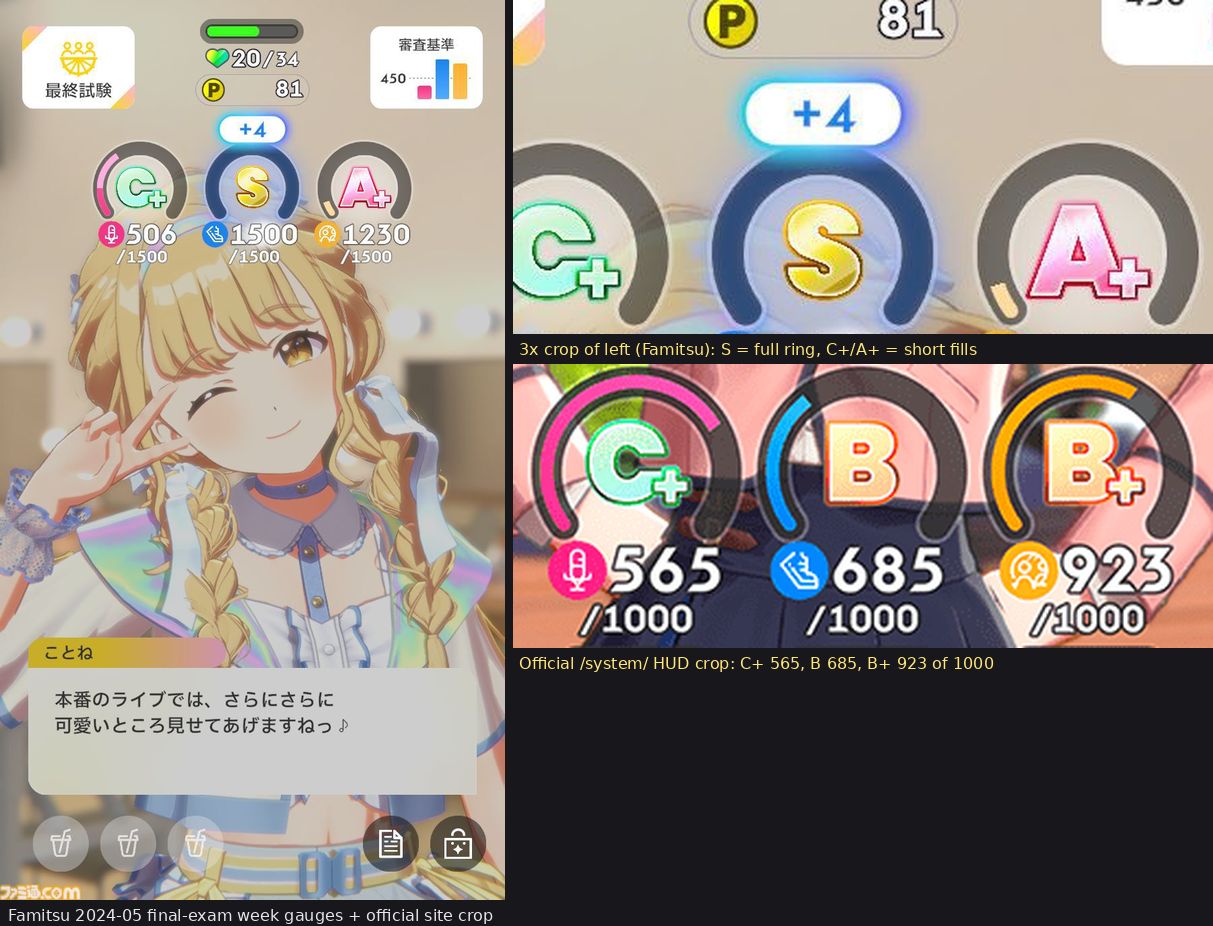 最終試験
20/34
P 81
審査基準
450
+4
C+
S
A+
506
/1500
1500
/1500
1230
/1500
ことね
本番のライブでは、さらにさらに
可愛いところ見せてあげますねっ♪
ファミ通.com
Famitsu 2024-05 final-exam week gauges + official site crop
P 81
+4
C+
S
A+
3x crop of left (Famitsu): S = full ring, C+/A+ = short fills
C+
B
B+
565
/1000
685
/1000
923
/1000
Official /system/ HUD crop: C+ 565, B 685, B+ 923 of 1000